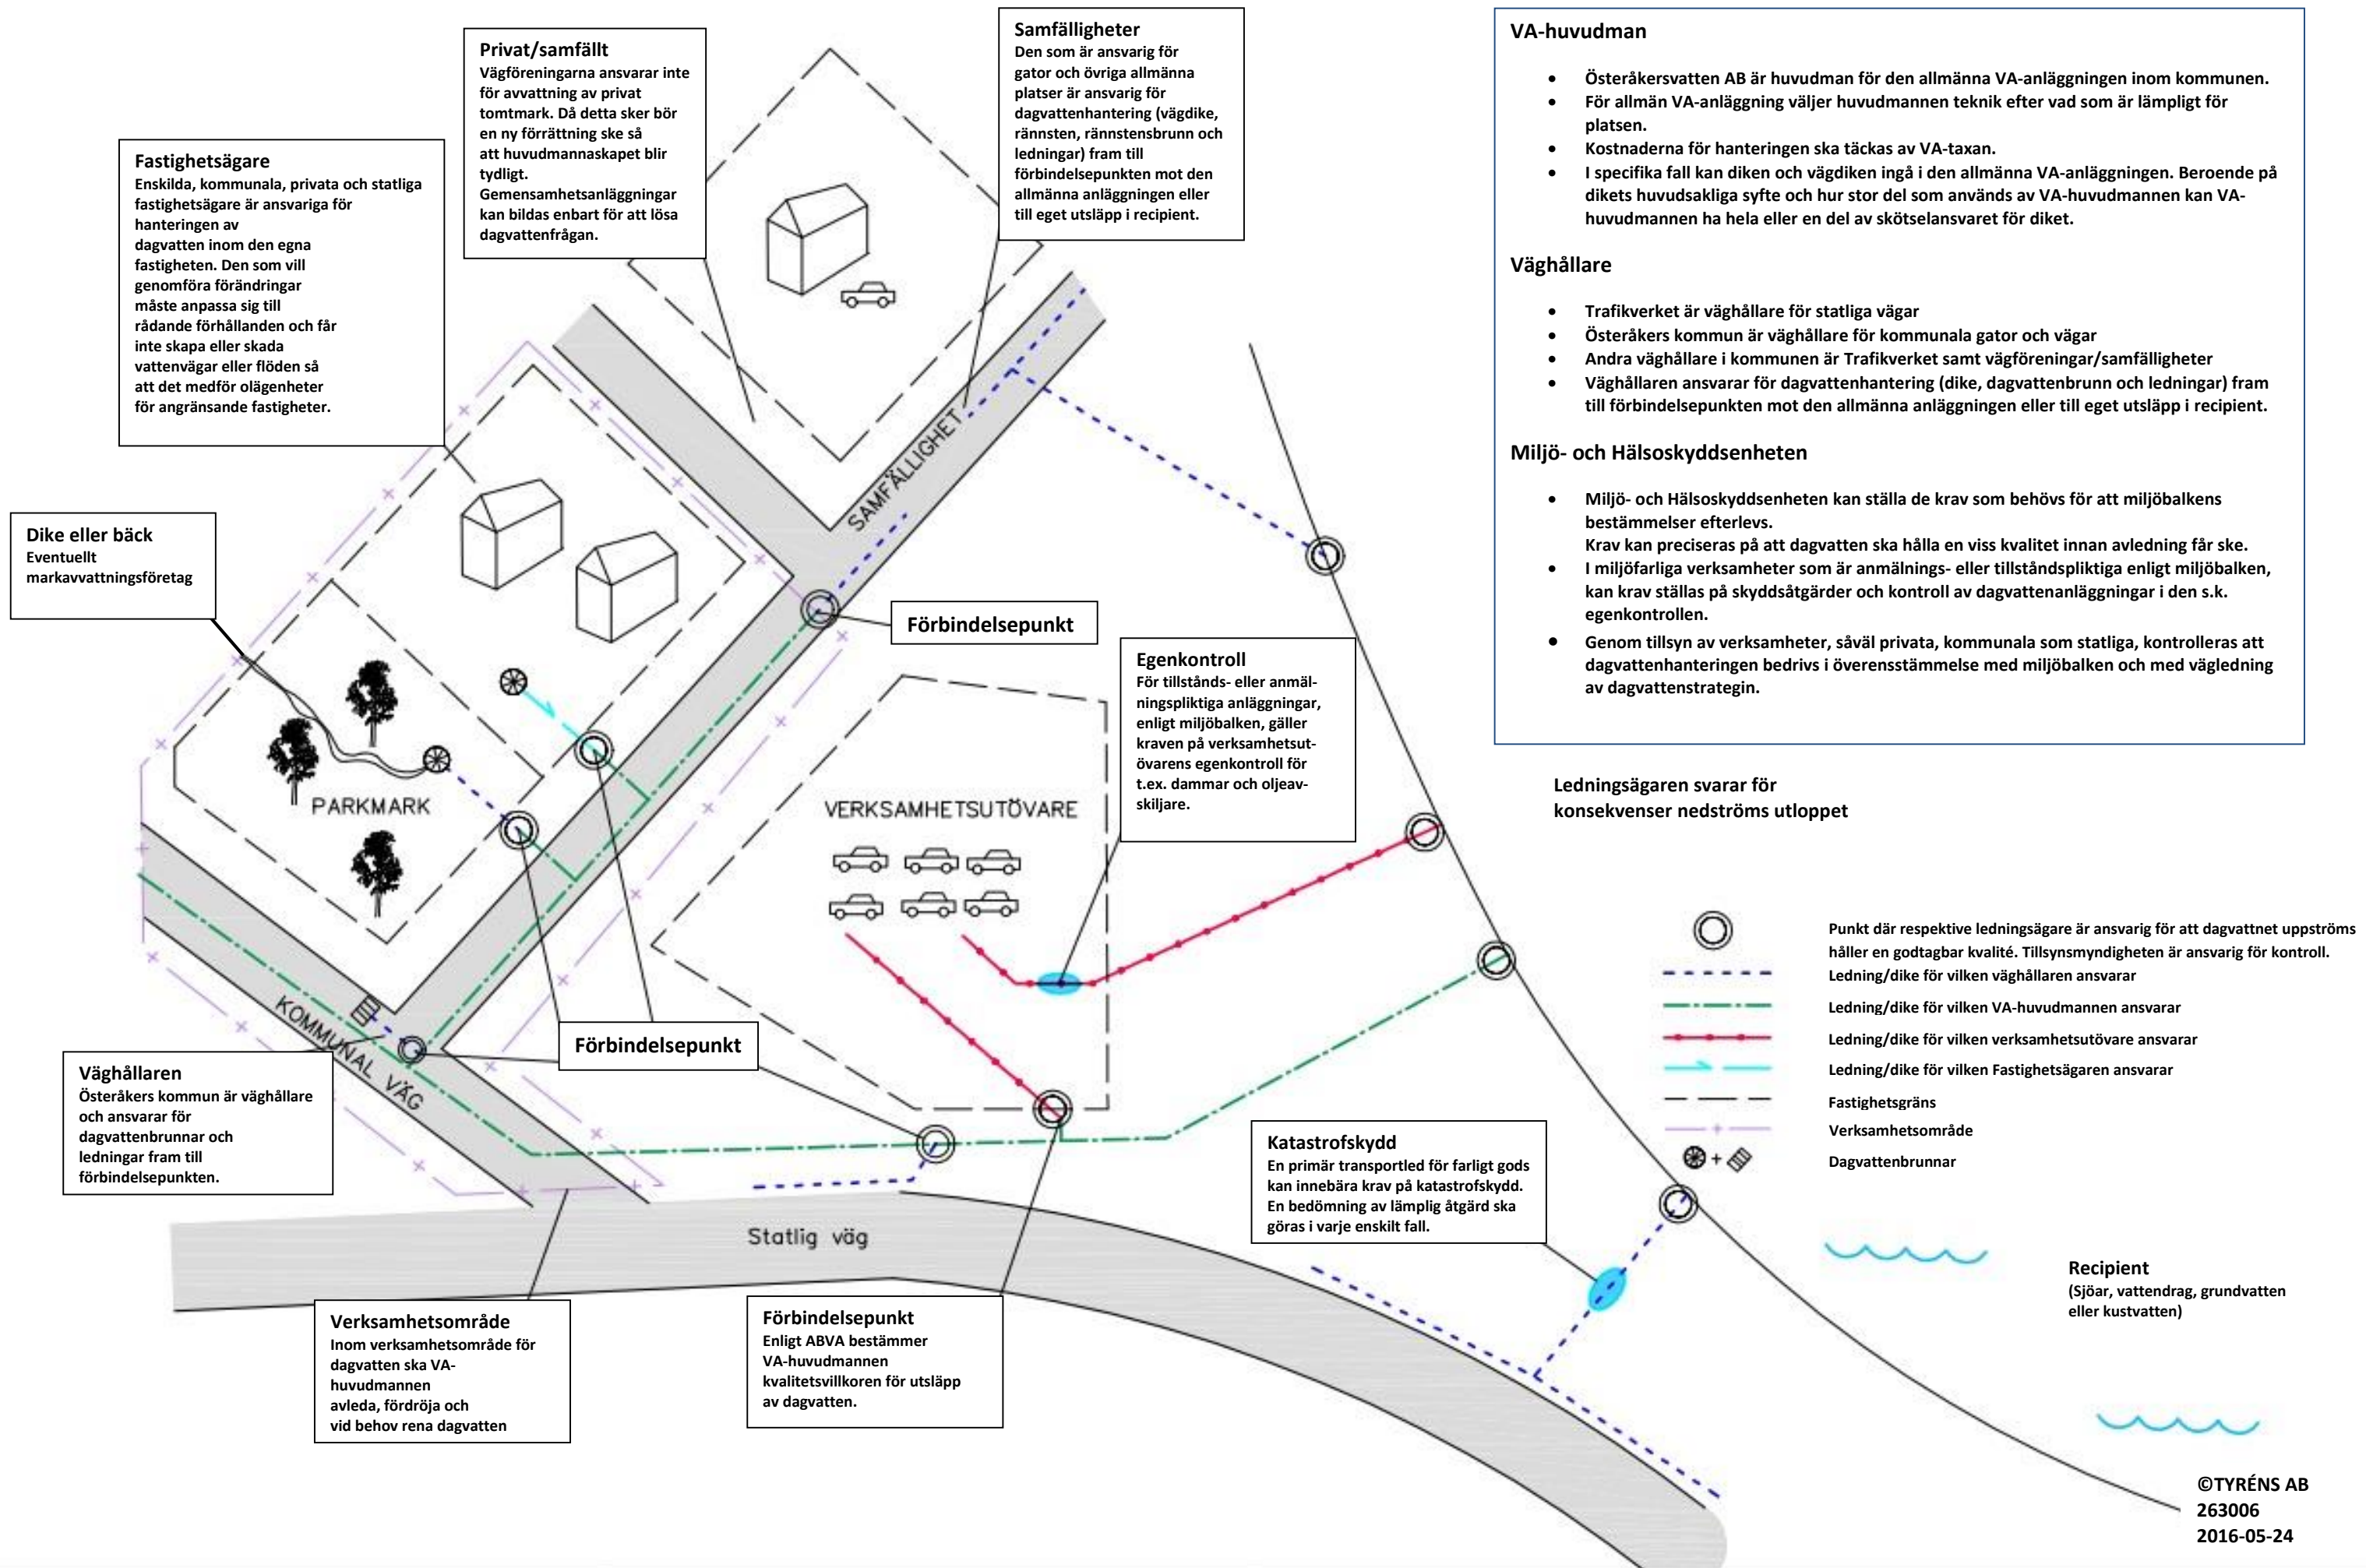 Privat/samfällt
Vägföreningarna ansvarar inte
för avvattning av privat
tomtmark. Då detta sker bör
en ny förrättning ske så
att huvudmannaskapet blir
tydligt.
Gemensamhetsanläggningar
kan bildas enbart för att lösa
dagvattenfrågan.
Samfälligheter
Den som är ansvarig för
gator och övriga allmänna
platser är ansvarig för
dagvattenhantering (vägdike,
rännsten, rännstensbrunn och
ledningar) fram till
förbindelsepunkten mot den
allmänna anläggningen eller
till eget utsläpp i recipient.
VA-huvudman
• Österåkersvatten AB är huvudman för den allmänna VA-anläggningen inom kommunen.
• För allmän VA-anläggning väljer huvudmannen teknik efter vad som är lämpligt för
platsen.
• Kostnaderna för hanteringen ska täckas av VA-taxan.
• I specifika fall kan diken och vägdiken ingå i den allmänna VA-anläggningen. Beroende på
dikets huvudsakliga syfte och hur stor del som används av VA-huvudmannen kan VA-
huvudmannen ha hela eller en del av skötselansvaret för diket.
Väghållare
• Trafikverket är väghållare för statliga vägar
• Österåkers kommun är väghållare för kommunala gator och vägar
• Andra väghållare i kommunen är Trafikverket samt vägföreningar/samfälligheter
• Väghållaren ansvarar för dagvattenhantering (dike, dagvattenbrunn och ledningar) fram
till förbindelsepunkten mot den allmänna anläggningen eller till eget utsläpp i recipient.
Miljö- och Hälsoskyddsenheten
• Miljö- och Hälsoskyddsenheten kan ställa de krav som behövs för att miljöbalkens
bestämmelser efterlevs.
Krav kan preciseras på att dagvatten ska hålla en viss kvalitet innan avledning får ske.
• I miljöfarliga verksamheter som är anmälnings- eller tillståndspliktiga enligt miljöbalken,
kan krav ställas på skyddsåtgärder och kontroll av dagvattenanläggningar i den s.k.
egenkontrollen.
• Genom tillsyn av verksamheter, såväl privata, kommunala som statliga, kontrolleras att
dagvattenhanteringen bedrivs i överensstämmelse med miljöbalken och med vägledning
av dagvattenstrategin.
Fastighetsägare
Enskilda, kommunala, privata och statliga
fastighetsägare är ansvariga för
hanteringen av
dagvatten inom den egna
fastigheten. Den som vill
genomföra förändringar
måste anpassa sig till
rådande förhållanden och får
inte skapa eller skada
vattenvägar eller flöden så
att det medför olägenheter
för angränsande fastigheter.
Dike eller bäck
Eventuellt
markavvattningsföretag
SAMFÄLLIGHET
Förbindelsepunkt
Egenkontroll
För tillstånds- eller anmäl-
ningspliktiga anläggningar,
enligt miljöbalken, gäller
kraven på verksamhetsut-
övarens egenkontroll för
t.ex. dammar och oljeav-
skiljare.
PARKMARK
VERKSAMHETSUTÖVARE
Ledningsägaren svarar för
konsekvenser nedströms utloppet
Punkt där respektive ledningsägare är ansvarig för att dagvattnet uppströms
håller en godtagbar kvalité. Tillsynsmyndigheten är ansvarig för kontroll.
Ledning/dike för vilken väghållaren ansvarar
Ledning/dike för vilken VA-huvudmannen ansvarar
Ledning/dike för vilken verksamhetsutövare ansvarar
Ledning/dike för vilken Fastighetsägaren ansvarar
Fastighetsgräns
Verksamhetsområde
+ Dagvattenbrunnar
KOMMUNAL VÄG
Förbindelsepunkt
Väghållaren
Österåkers kommun är väghållare
och ansvarar för
dagvattenbrunnar och
ledningar fram till
förbindelsepunkten.
Katastrofskydd
En primär transportled för farligt gods
kan innebära krav på katastrofskydd.
En bedömning av lämplig åtgärd ska
göras i varje enskilt fall.
Statlig väg
Recipient
(Sjöar, vattendrag, grundvatten
eller kustvatten)
Verksamhetsområde
Inom verksamhetsområde för
dagvatten ska VA-
huvudmannen
avleda, fördröja och
vid behov rena dagvatten
Förbindelsepunkt
Enligt ABVA bestämmer
VA-huvudmannen
kvalitetsvillkoren för utsläpp
av dagvatten.
©TYRÉNS AB
263006
2016-05-24